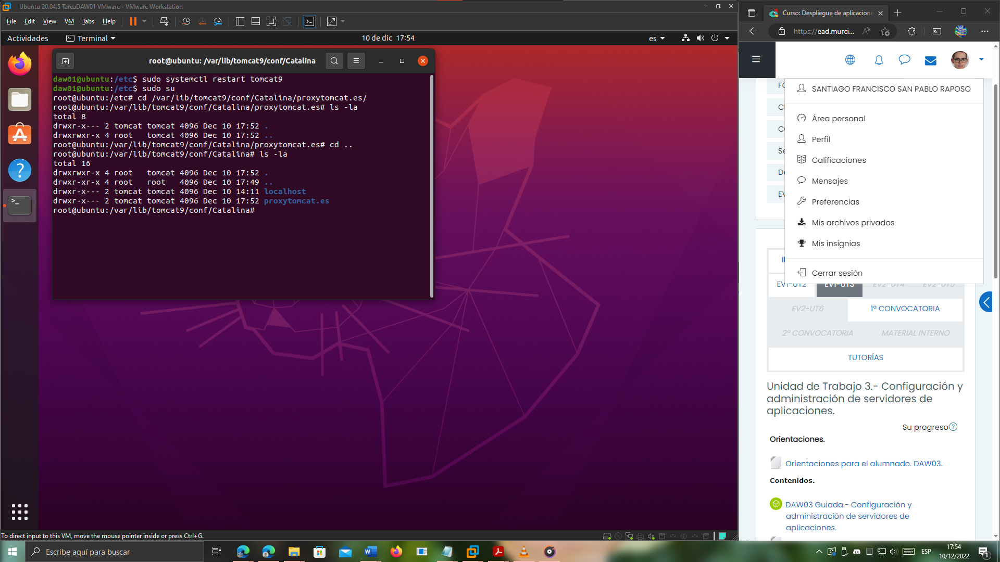 Ubuntu 20.04.5 TareaDAW01 VMware - VMware Workstation
File Edit View VM Tabs Help
Actividades Terminal 10 de dic 17:54 es
root@ubuntu: /var/lib/tomcat9/conf/Catalina
daw01@ubuntu:/etc$ sudo systemctl restart tomcat9
daw01@ubuntu:/etc$ sudo su
root@ubuntu:/etc# cd /var/lib/tomcat9/conf/Catalina/proxytomcat.es/
root@ubuntu:/var/lib/tomcat9/conf/Catalina/proxytomcat.es# ls -la
total 8
drwxr-x--- 2 tomcat tomcat 4096 Dec 10 17:52 .
drwxrwxr-x 4 root   tomcat 4096 Dec 10 17:52 ..
root@ubuntu:/var/lib/tomcat9/conf/Catalina/proxytomcat.es# cd ..
root@ubuntu:/var/lib/tomcat9/conf/Catalina# ls -la
total 16
drwxrwxr-x 4 root   tomcat 4096 Dec 10 17:52 .
drwxr-xr-x 4 root   root   4096 Dec 10 17:49 ..
drwxr-x--- 2 tomcat tomcat 4096 Dec 10 14:11 localhost
drwxr-x--- 2 tomcat tomcat 4096 Dec 10 17:52 proxytomcat.es
root@ubuntu:/var/lib/tomcat9/conf/Catalina#
To direct input to this VM, move the mouse pointer inside or press Ctrl+G.
Curso: Despliegue de aplicacione
https://ead.murci...
SANTIAGO FRANCISCO SAN PABLO RAPOSO
Área personal
Perfil
Calificaciones
Mensajes
Preferencias
Mis archivos privados
Mis insignias
Cerrar sesión
EV1-UT2 EV1-UT3 EV2-UT4 EV2-UT5
EV2-UT6 1ª CONVOCATORIA
2ª CONVOCATORIA MATERIAL INTERNO
TUTORÍAS
Unidad de Trabajo 3.- Configuración y
administración de servidores de
aplicaciones.
Su progreso
Orientaciones.
Orientaciones para el alumnado. DAW03.
Contenidos.
DAW03 Guiada.- Configuración y
administración de servidores de
aplicaciones.
Escribe aquí para buscar
ESP
17:54
10/12/2022
1